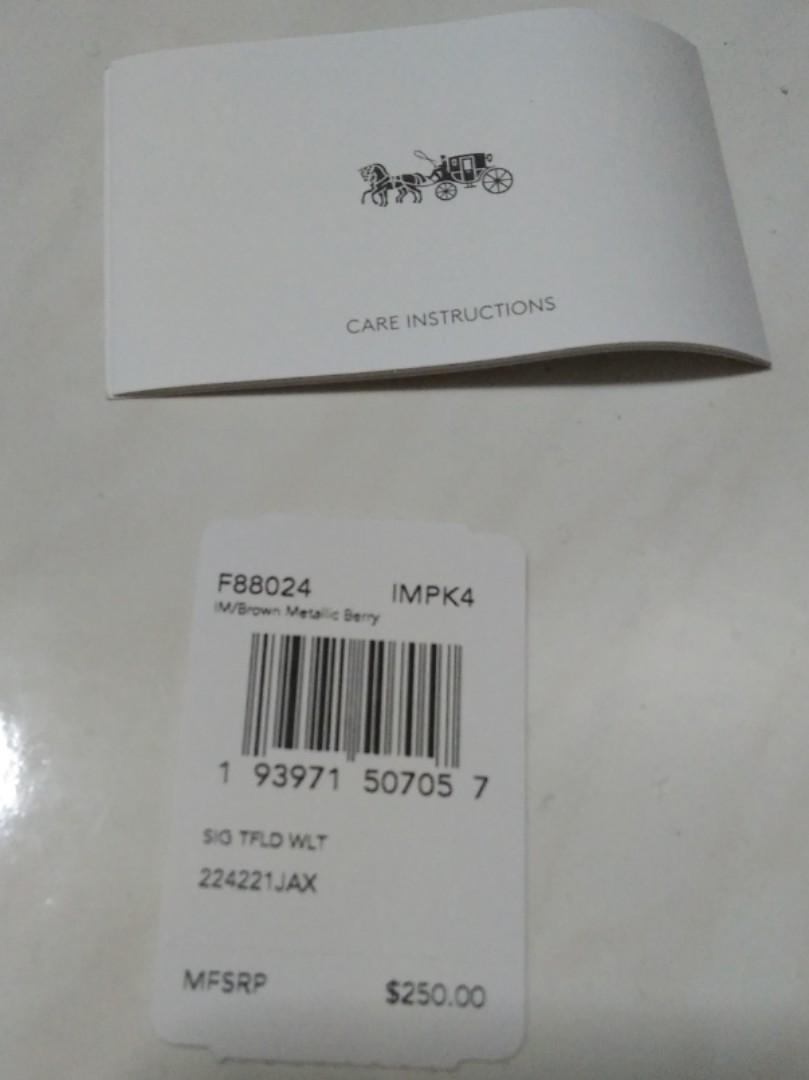 CARE INSTRUCTIONS
F88024 IMPK4
IM/Brown Metallic Berry
1 93971 50705 7
SIG TFLD WLT
224221JAX
MFSRP $250.00